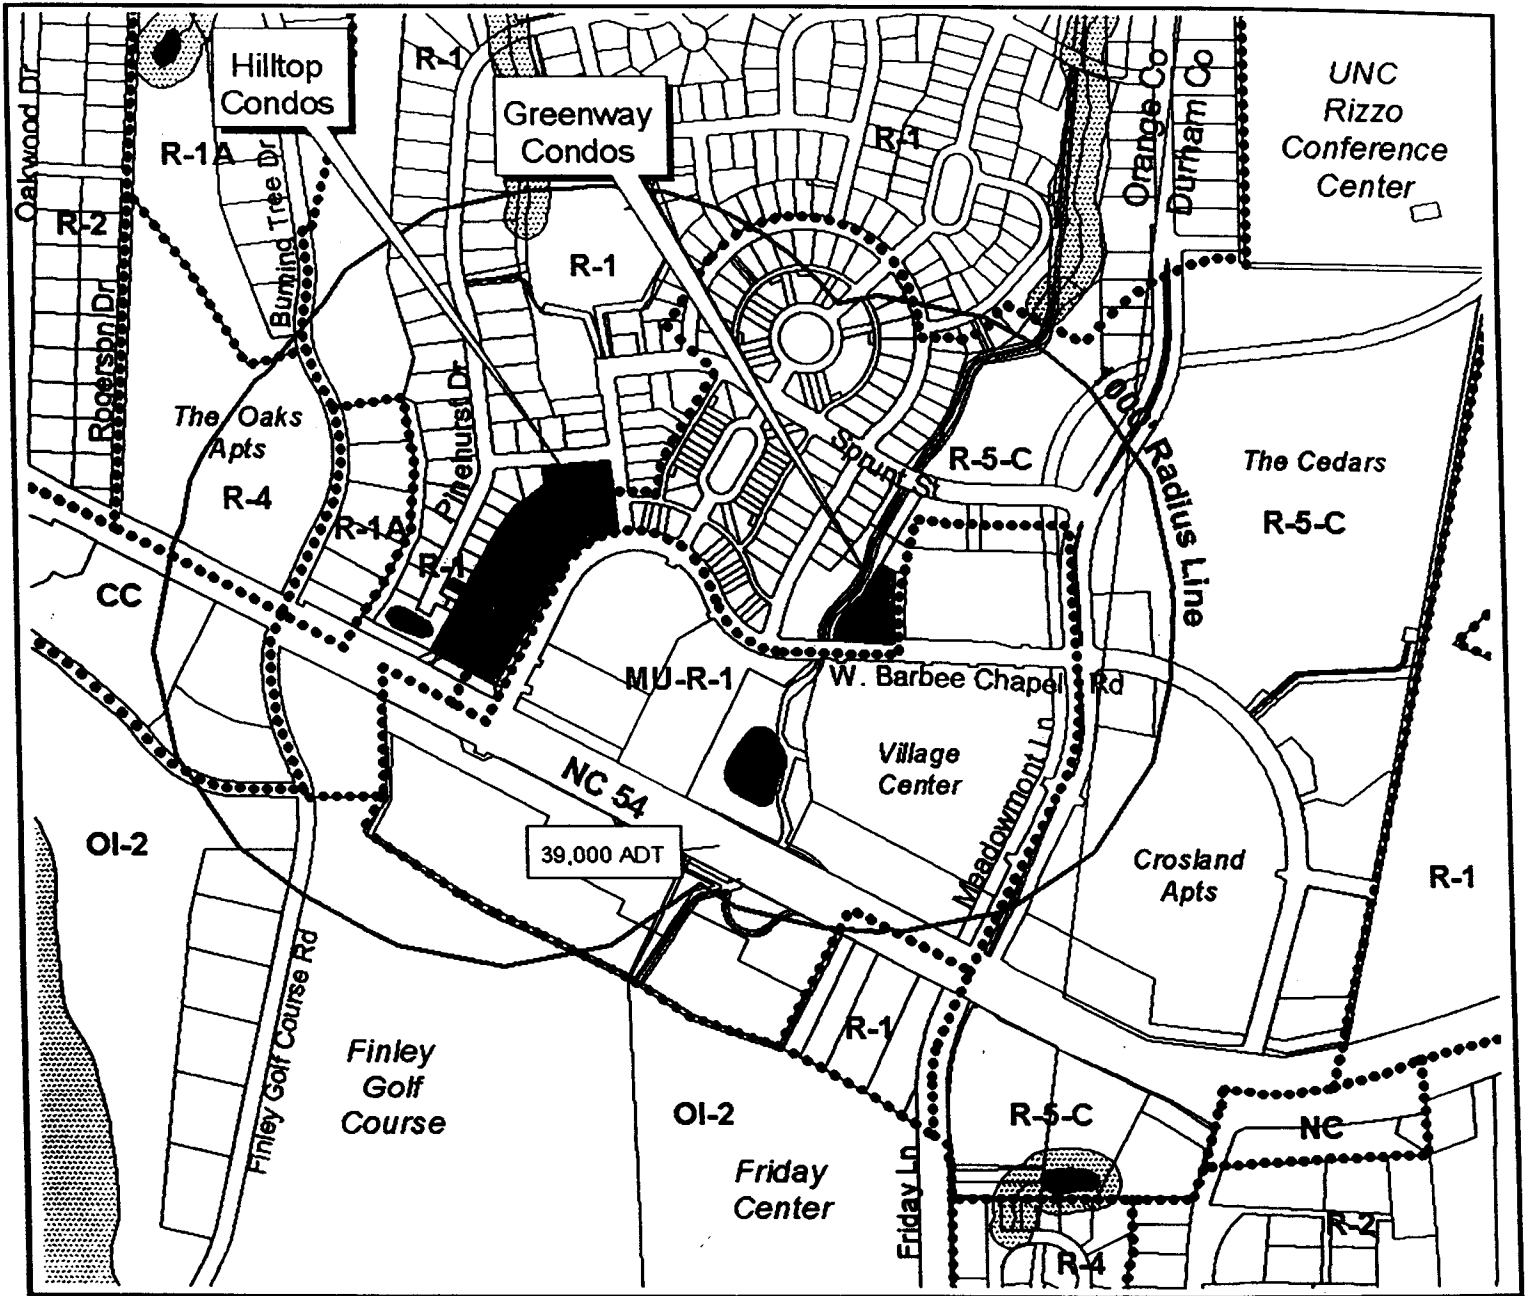 Hilltop
Condos
Greenway
Condos
UNC
Rizzo
Conference
Center
Orange Co
Durham Co
Oakwood Dr
R-1
R-1A
R-1
R-2
Burning Tree Dr
R-1
Rogerson Dr
The Oaks
Apts
R-4
R-1A
Pinehurst Dr
R-1
Sprunt St
R-5-C
1000' Radius Line
The Cedars
R-5-C
CC
MU-R-1
W. Barbee Chapel Rd
Village
Center
Meadowmont Ln
NC 54
39,000 ADT
OI-2
Crosland
Apts
R-1
Finley Golf Course Rd
Finley
Golf
Course
R-1
OI-2
Friday
Center
Friday Ln
R-5-C
NC
R-2
R-4